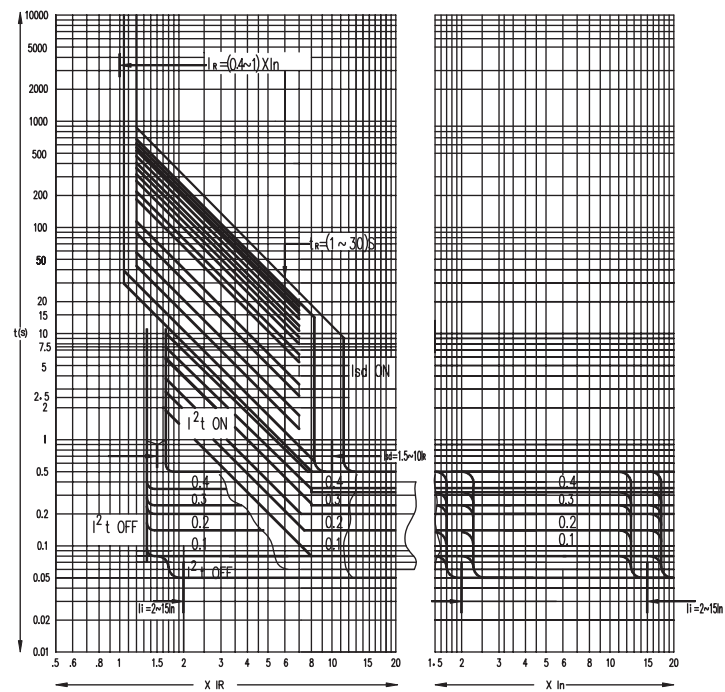 10000
5000
IR=(0.4~1)XIn
1000
500
200
100
tR=(1~30)S
50
20
15
t(s)
10
7.5
5
Isd ON
2.5
2
I²t ON
1
Isd=1.5~10IR
0.5
0.4 0.4 0.4
0.3 0.3 0.3
0.2
I²t OFF 0.2 0.2 0.2
0.1
0.1 0.1 0.1
I²t OFF
0.05
Ii=2~15In Ii=2~15In
0.02
0.01
.5 .6 .8 1 1.5 2 3 4 5 6 8 10 15 20 1.5 2 3 4 5 6 8 10 15 20
X IR X In